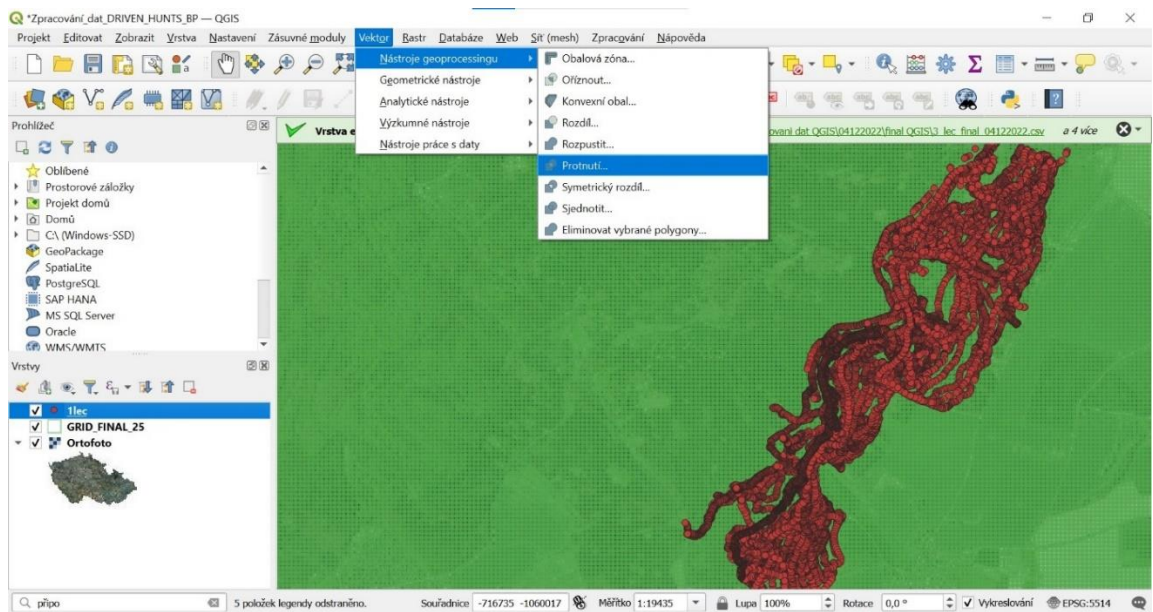 *Zpracování_dat_DRIVEN_HUNTS_BP — QGIS
Projekt Editovat Zobrazit Vrstva Nastavení Zásuvné moduly Vektor Rastr Databáze Web Síť (mesh) Zpracování Nápověda
Nástroje geoprocessingu
Geometrické nástroje
Analytické nástroje
Výzkumné nástroje
Nástroje práce s daty
Obalová zóna...
Oříznout...
Konvexní obal...
Rozdíl...
Rozpustit...
Protnutí...
Symetrický rozdíl...
Sjednotit...
Eliminovat vybrané polygony...
Vrstva e
ovani dat QGIS\04122022\final QGIS\3_lec_final_04122022.csv a 4 více
Prohlížeč
Oblíbené
Prostorové záložky
Projekt domů
Domů
C:\ (Windows-SSD)
GeoPackage
SpatiaLite
PostgreSQL
SAP HANA
MS SQL Server
Oracle
WMS/WMTS
Vrstvy
1lec
GRID_FINAL_25
Ortofoto
připo
5 položek legendy odstraněno.
Souřadnice -716735 -1060017
Měřítko 1:19435
Lupa 100%
Rotace 0,0 °
Vykreslování
EPSG:5514